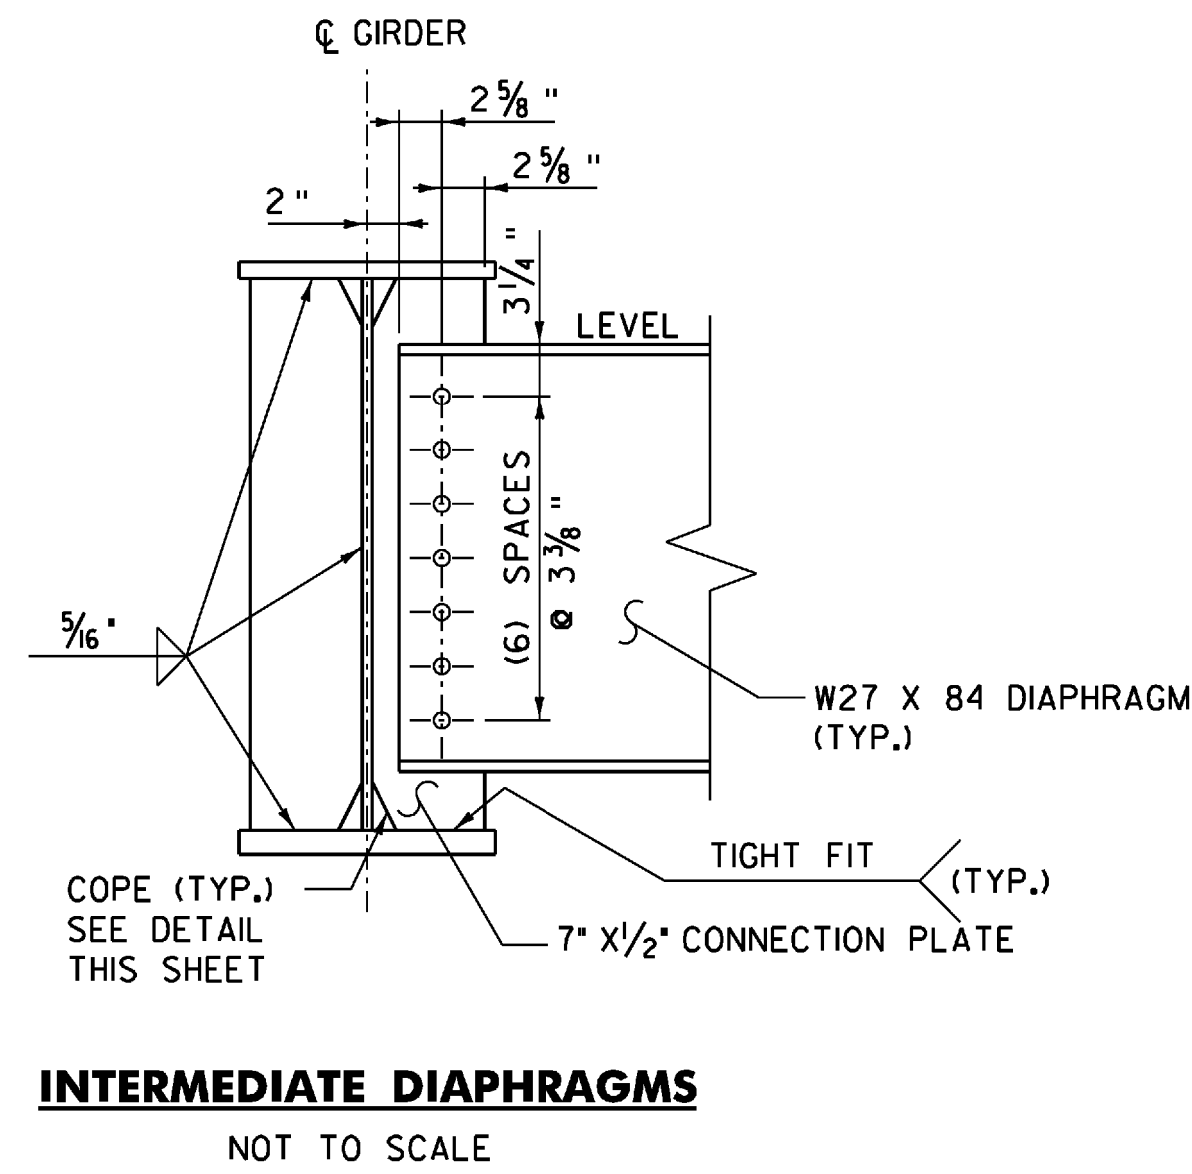 ℄ GIRDER
2 5/8 "
2 5/8 "
2 "
3 1/4 "
LEVEL
(6) SPACES
@ 3 3/8 "
5/16 "
W27 X 84 DIAPHRAGM
(TYP.)
TIGHT FIT
(TYP.)
COPE (TYP.)
SEE DETAIL
THIS SHEET
7" X 1/2" CONNECTION PLATE
INTERMEDIATE DIAPHRAGMS
NOT TO SCALE